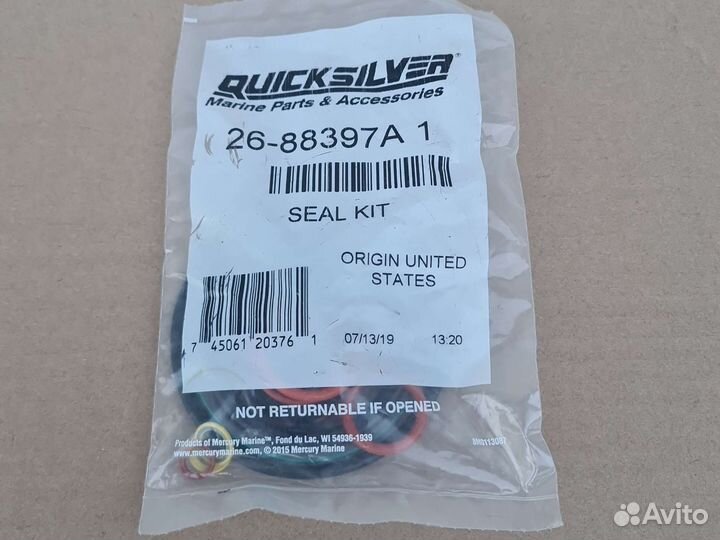 QUICKSILVER®
Marine Parts & Accessories
26-88397A 1
SEAL KIT
ORIGIN UNITED
STATES
7 45061 20376 1
07/13/19 13:20
NOT RETURNABLE IF OPENED
Products of Mercury Marine™, Fond du Lac, WI 54936-1939
www.mercurymarine.com, © 2015 Mercury Marine
Avito